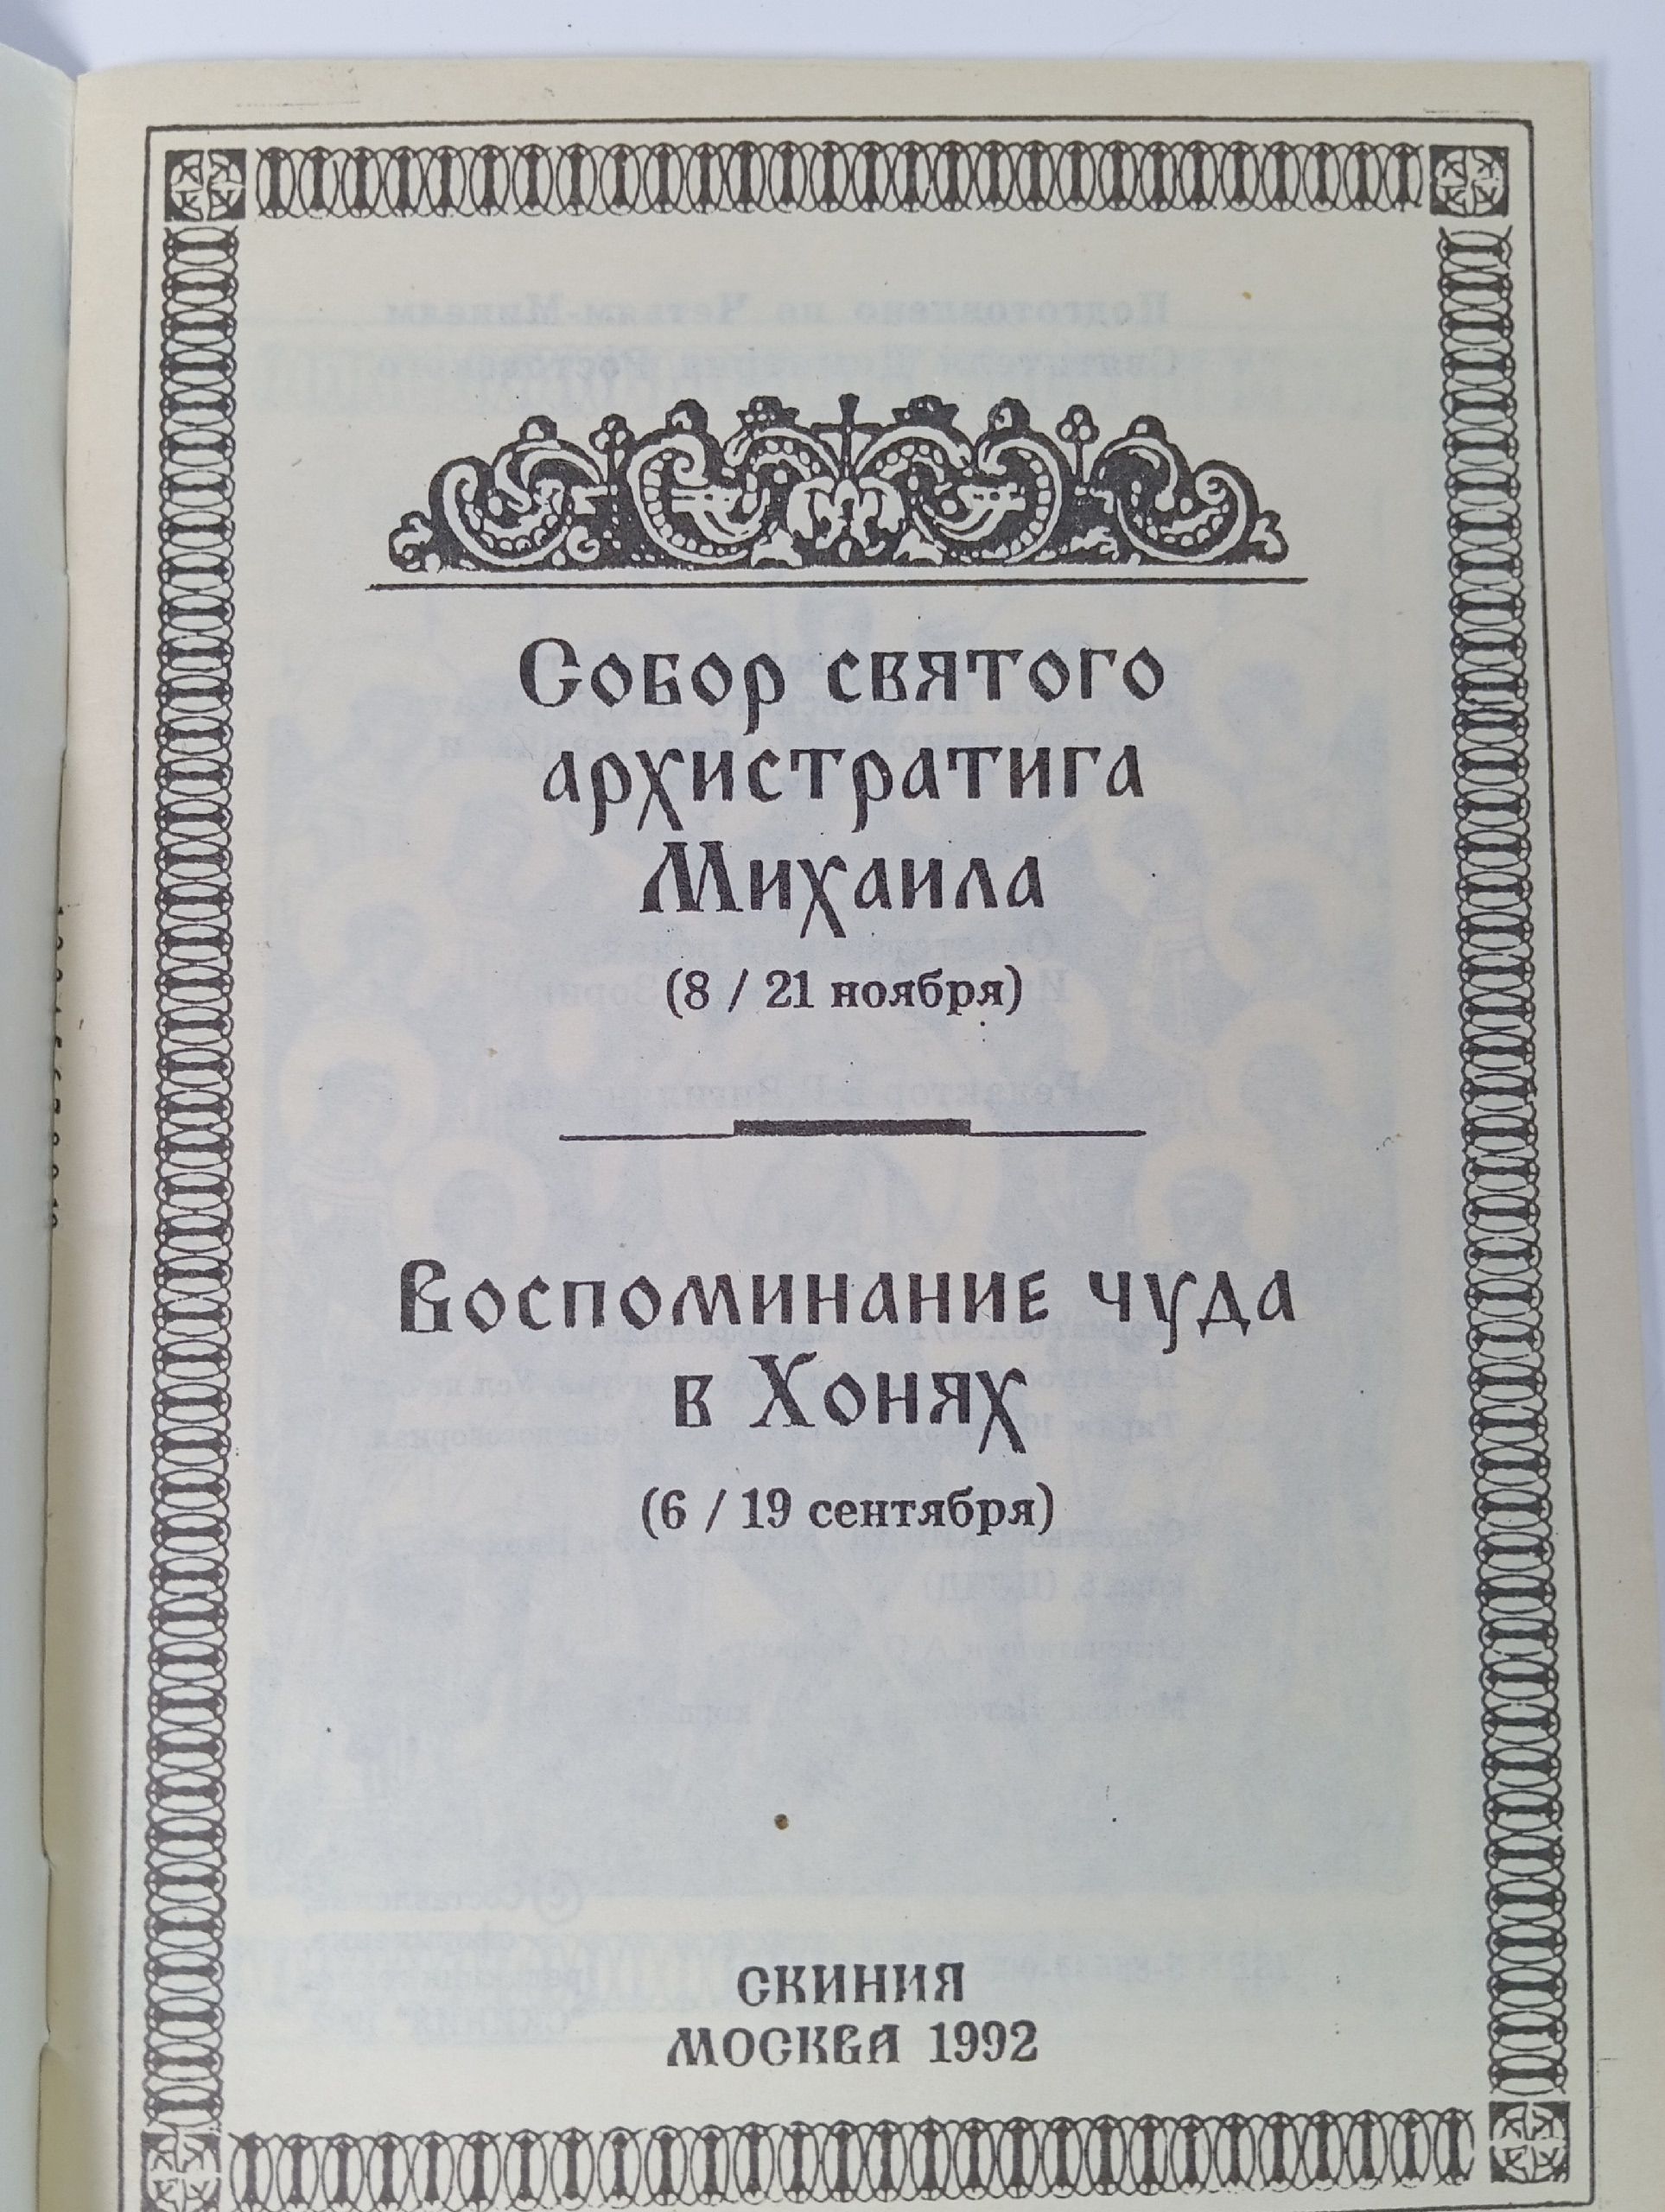 Собор святого
архистратига
Михаила
(8 / 21 ноября)
Воспоминание чуда
в Хонях
(6 / 19 сентября)
СКИНИЯ
МОСКВА 1992